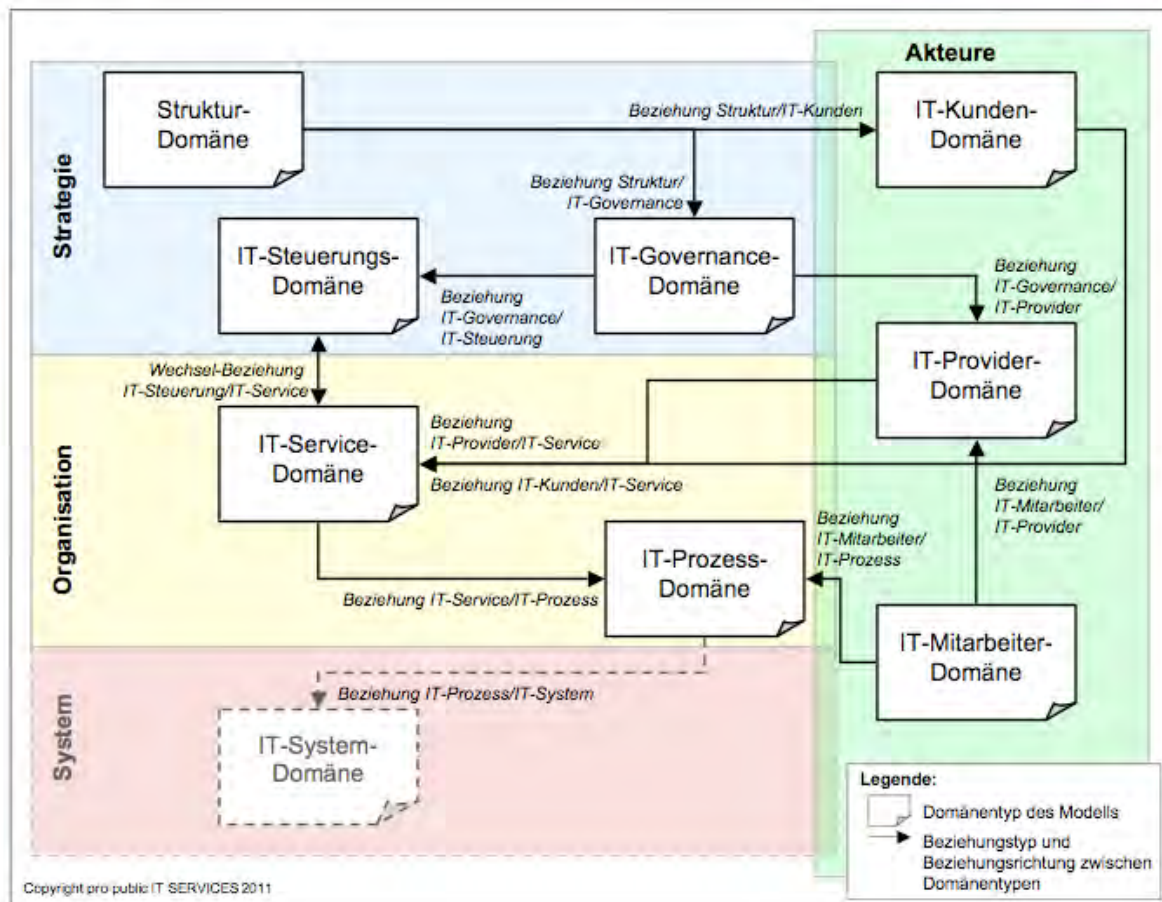 Akteure
Strategie
Struktur-
Domäne
Beziehung Struktur/IT-Kunden
IT-Kunden-
Domäne
Beziehung Struktur/
IT-Governance
IT-Steuerungs-
Domäne
IT-Governance-
Domäne
Beziehung
IT-Governance/
IT-Steuerung
Beziehung
IT-Governance/
IT-Provider
IT-Provider-
Domäne
Organisation
Wechsel-Beziehung
IT-Steuerung/IT-Service
IT-Service-
Domäne
Beziehung
IT-Provider/IT-Service
Beziehung IT-Kunden/IT-Service
Beziehung
IT-Mitarbeiter/
IT-Provider
Beziehung
IT-Mitarbeiter/
IT-Prozess
IT-Prozess-
Domäne
Beziehung IT-Service/IT-Prozess
IT-Mitarbeiter-
Domäne
System
Beziehung IT-Prozess/IT-System
IT-System-
Domäne
Legende:
Domänentyp des Modells
Beziehungstyp und
Beziehungsrichtung zwischen
Domänentypen
Copyright pro public IT SERVICES 2011